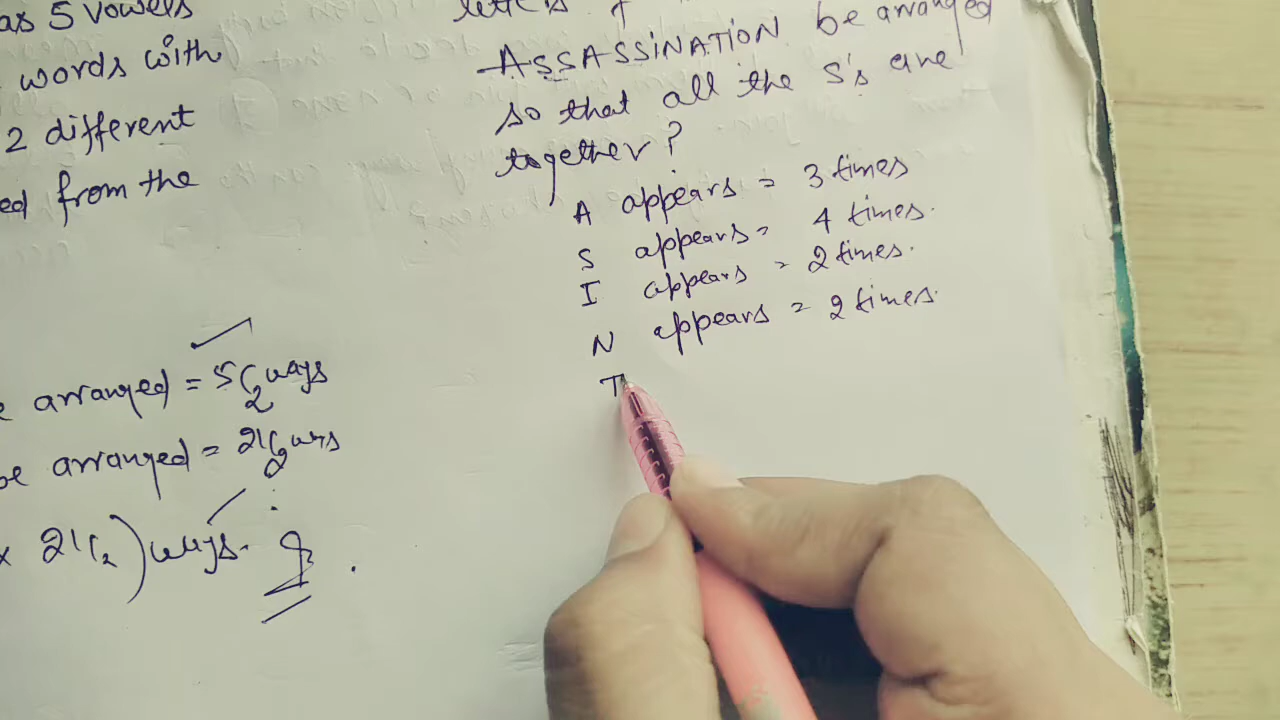 as 5 vowels
words with
2 different
ed from the
e arranged = 5C2 ways
be arranged = 21C2 ways
x 21C2) ways.
letters of
ASSASSINATION be arranged
so that all the S's are
together?
A appears = 3 times
S appears = 4 times.
I appears = 2 times.
N appears = 2 times.
T